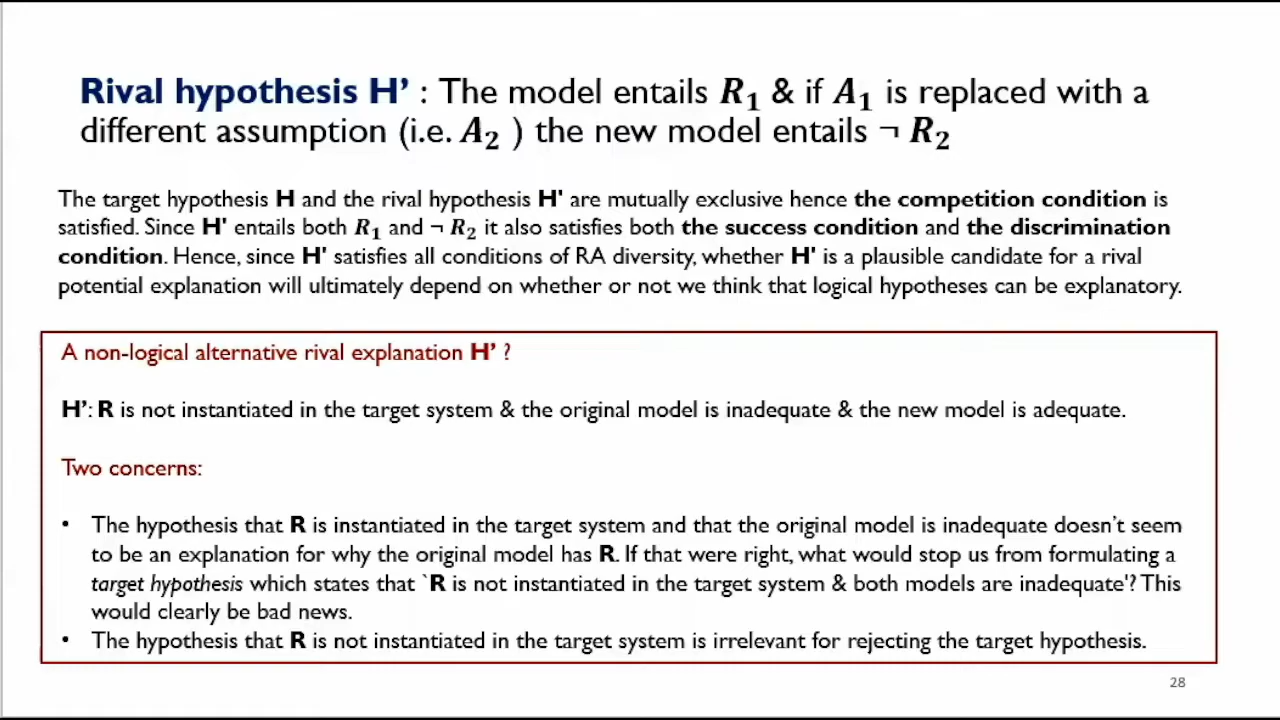 Rival hypothesis H’ : The model entails R₁ & if A₁ is replaced with a
different assumption (i.e. A₂ ) the new model entails ¬ R₂
The target hypothesis H and the rival hypothesis H' are mutually exclusive hence the competition condition is
satisfied. Since H' entails both R₁ and ¬ R₂ it also satisfies both the success condition and the discrimination
condition. Hence, since H' satisfies all conditions of RA diversity, whether H' is a plausible candidate for a rival
potential explanation will ultimately depend on whether or not we think that logical hypotheses can be explanatory.
A non-logical alternative rival explanation H’ ?
H’: R is not instantiated in the target system & the original model is inadequate & the new model is adequate.
Two concerns:
• The hypothesis that R is instantiated in the target system and that the original model is inadequate doesn’t seem
to be an explanation for why the original model has R. If that were right, what would stop us from formulating a
target hypothesis which states that `R is not instantiated in the target system & both models are inadequate'? This
would clearly be bad news.
• The hypothesis that R is not instantiated in the target system is irrelevant for rejecting the target hypothesis.
28